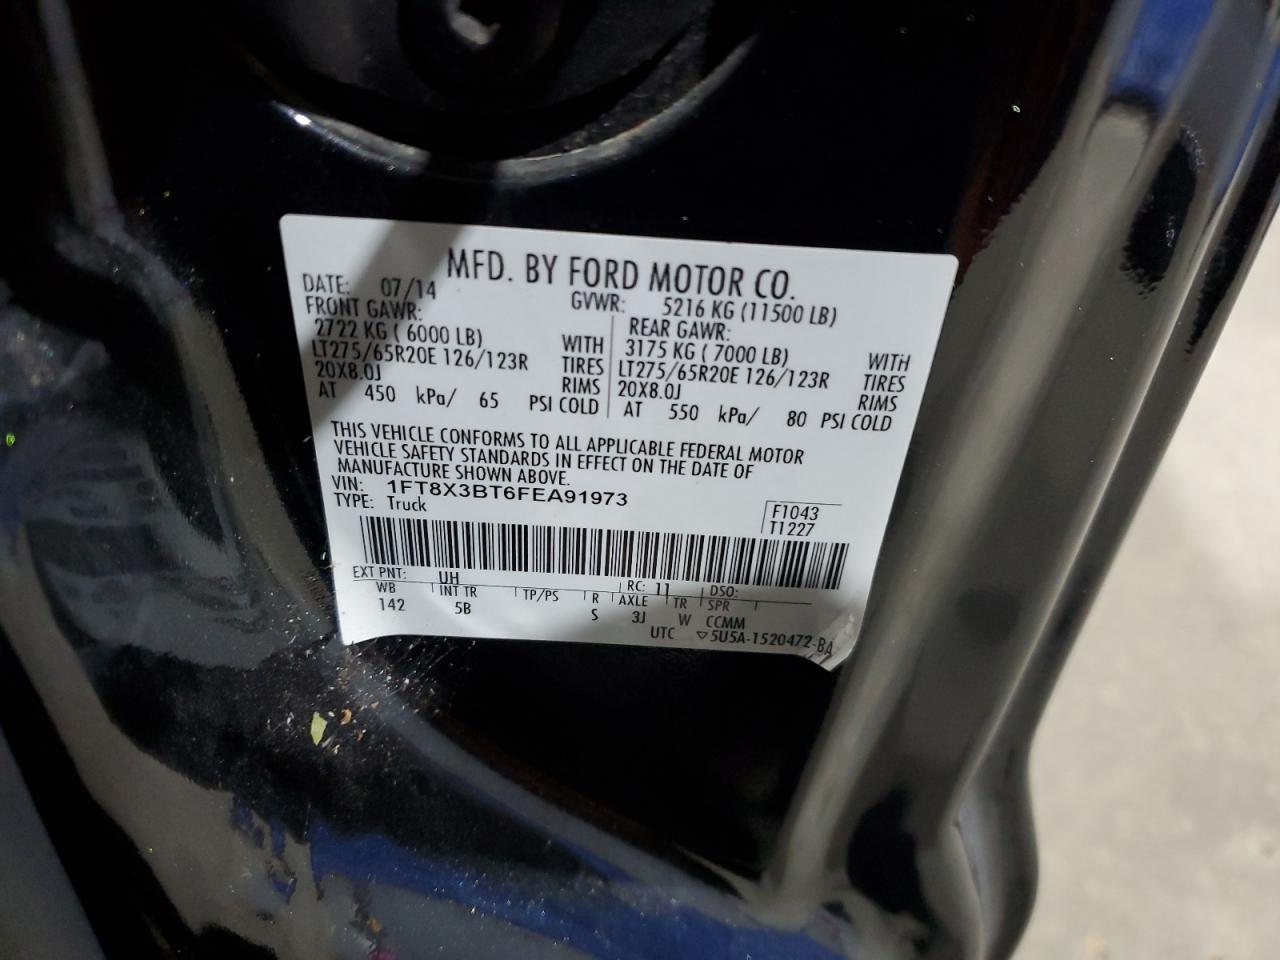 MFD. BY FORD MOTOR CO.
DATE: 07/14 GVWR: 5216 KG (11500 LB)
FRONT GAWR: REAR GAWR:
2722 KG ( 6000 LB) WITH 3175 KG ( 7000 LB) WITH
LT275/65R20E 126/123R TIRES LT275/65R20E 126/123R TIRES
20X8.0J RIMS 20X8.0J RIMS
AT 450 kPa/ 65 PSI COLD AT 550 kPa/ 80 PSI COLD
THIS VEHICLE CONFORMS TO ALL APPLICABLE FEDERAL MOTOR
VEHICLE SAFETY STANDARDS IN EFFECT ON THE DATE OF
MANUFACTURE SHOWN ABOVE.
VIN: 1FT8X3BT6FEA91973
TYPE: Truck
F1043
T1227
EXT PNT: UH RC: 11 DSO:
WB INT TR TP/PS R AXLE TR SPR
142 5B S 3J W CCMM
UTC ▽5U5A-1520472-BA